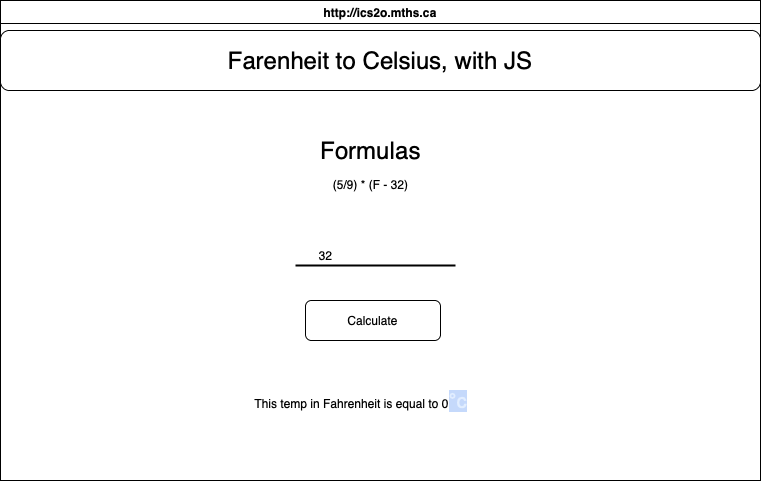 http://ics2o.mths.ca
Farenheit to Celsius, with JS
Formulas
(5/9) * (F - 32)
32
Calculate
This temp in Fahrenheit is equal to 0°C